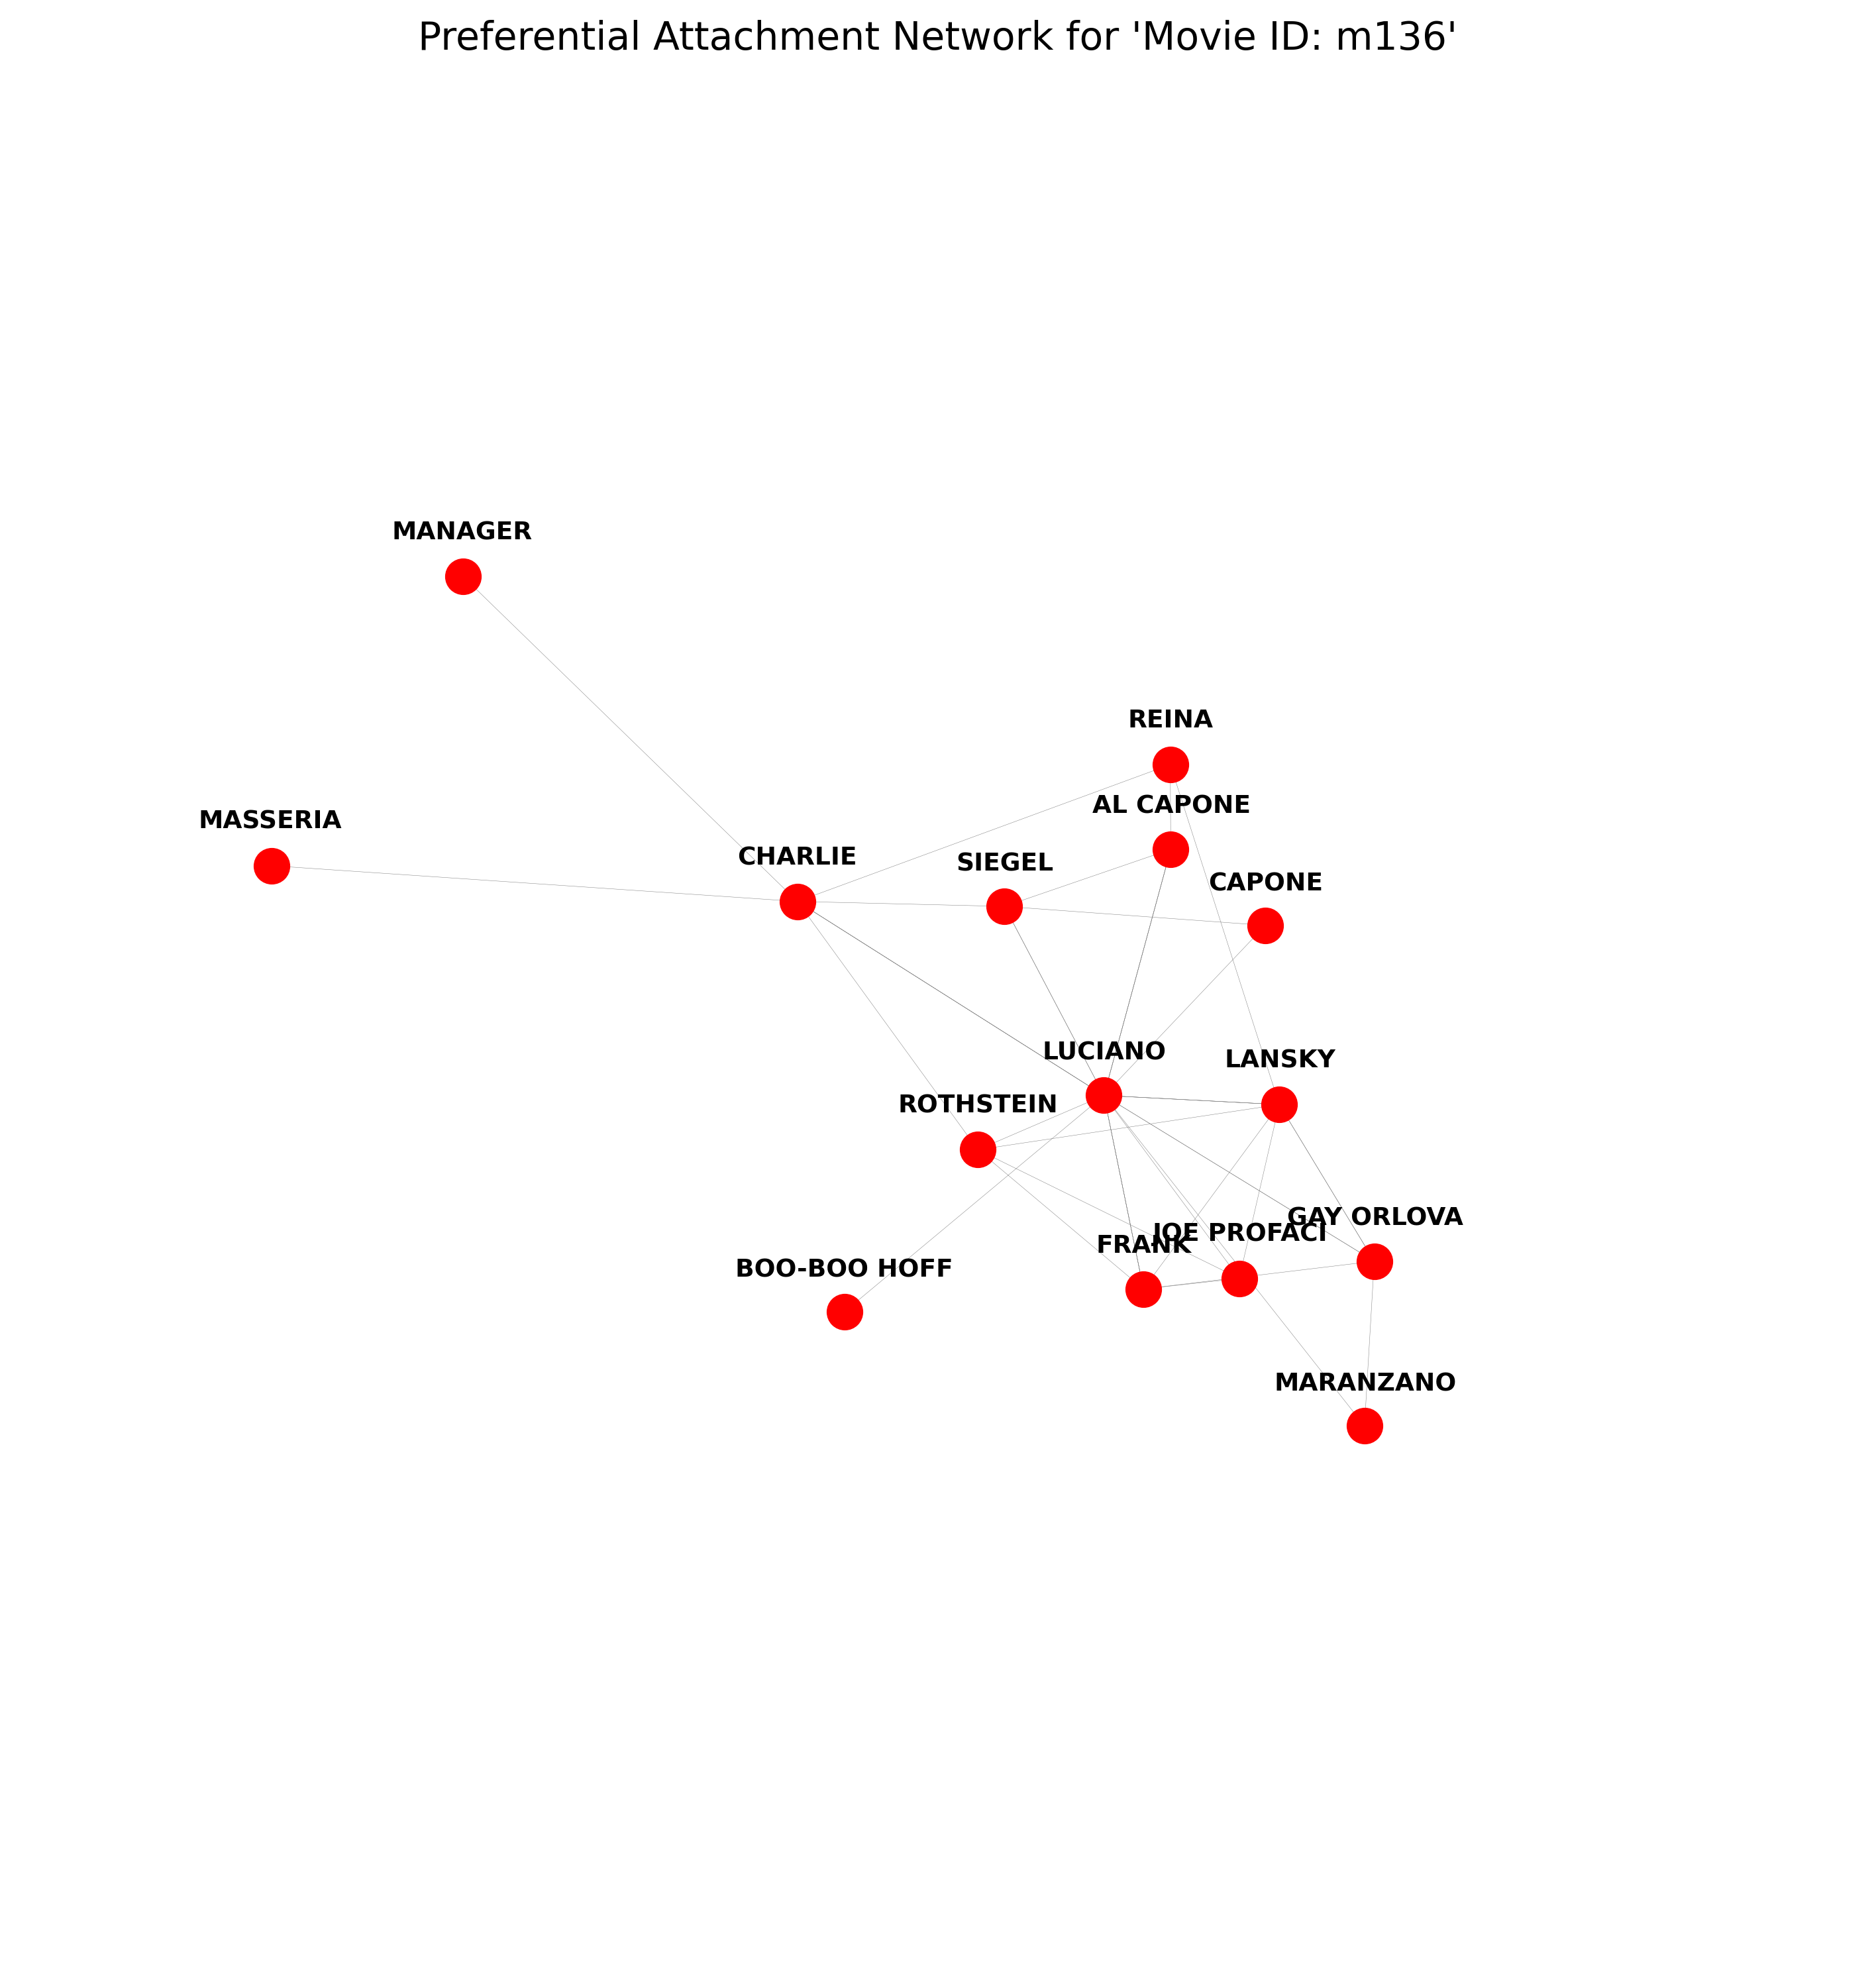 Preferential Attachment Network for 'Movie ID: m136'
MANAGER
REINA
AL CAPONE
MASSERIA
CHARLIE
SIEGEL
CAPONE
LUCIANO
LANSKY
ROTHSTEIN
GAY ORLOVA
JOE PROFACI
FRANK
BOO-BOO HOFF
MARANZANO